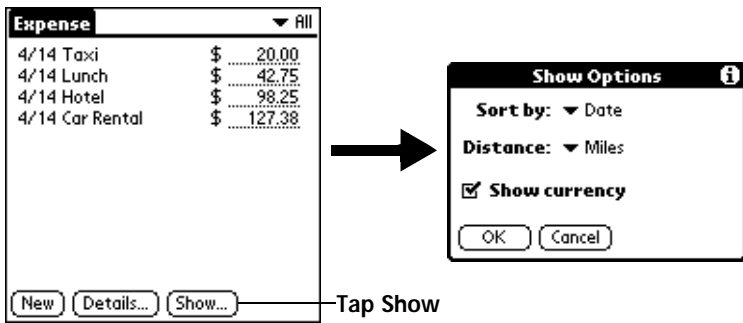 Expense All
4/14 Taxi $ 20.00
4/14 Lunch $ 42.75
4/14 Hotel $ 98.25
4/14 Car Rental $ 127.38
New Details... Show...
Tap Show
Show Options
Sort by: Date
Distance: Miles
Show currency
OK Cancel